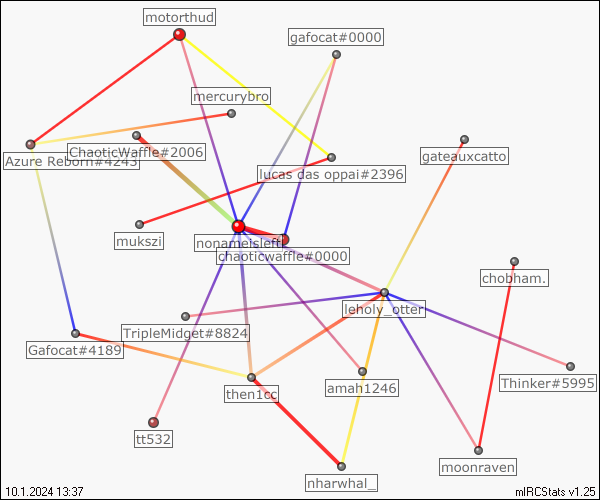 motorthud
gafocat#0000
mercurybro
ChaoticWaffle#2006
gateauxcatto
Azure Reborn#4243
lucas das oppai#2396
mukszi
nonameisleft
chaoticwaffle#0000
chobham.
leholy_otter
TripleMidget#8824
Gafocat#4189
Thinker#5995
then1cc
amah1246
tt532
moonraven
nharwhal_
10.1.2024 13:37
mIRCStats v1.25